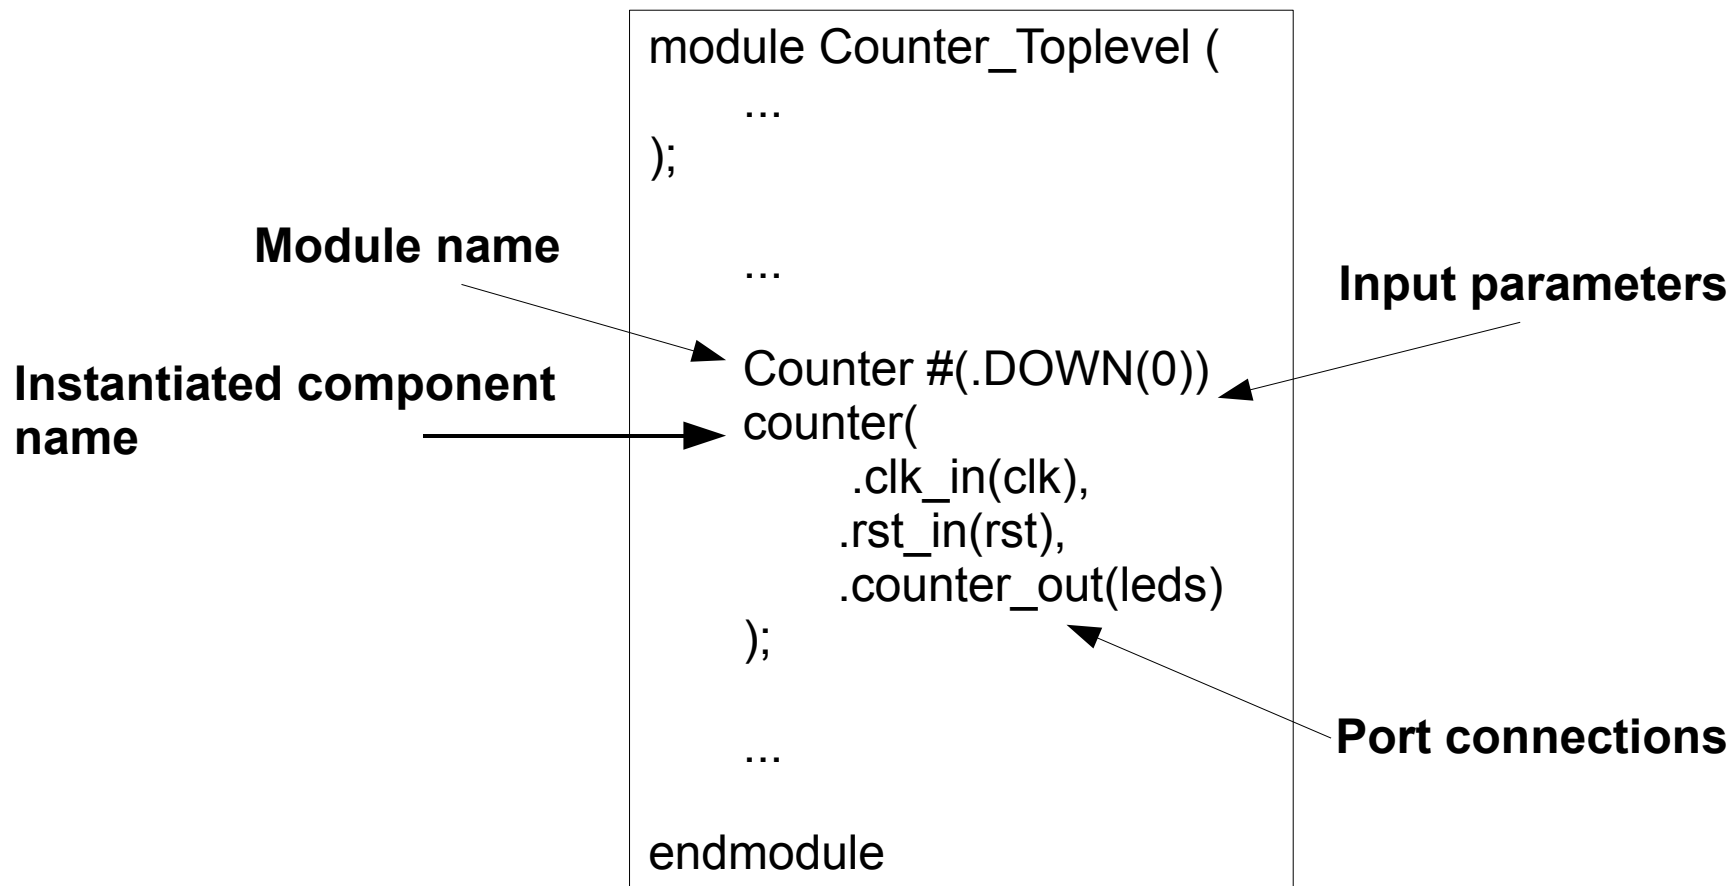 module Counter_Toplevel (
...
);
Module name
...
Input parameters
Counter #(.DOWN(0))
Instantiated component
name
counter(
.clk_in(clk),
.rst_in(rst),
.counter_out(leds)
);
Port connections
...
endmodule